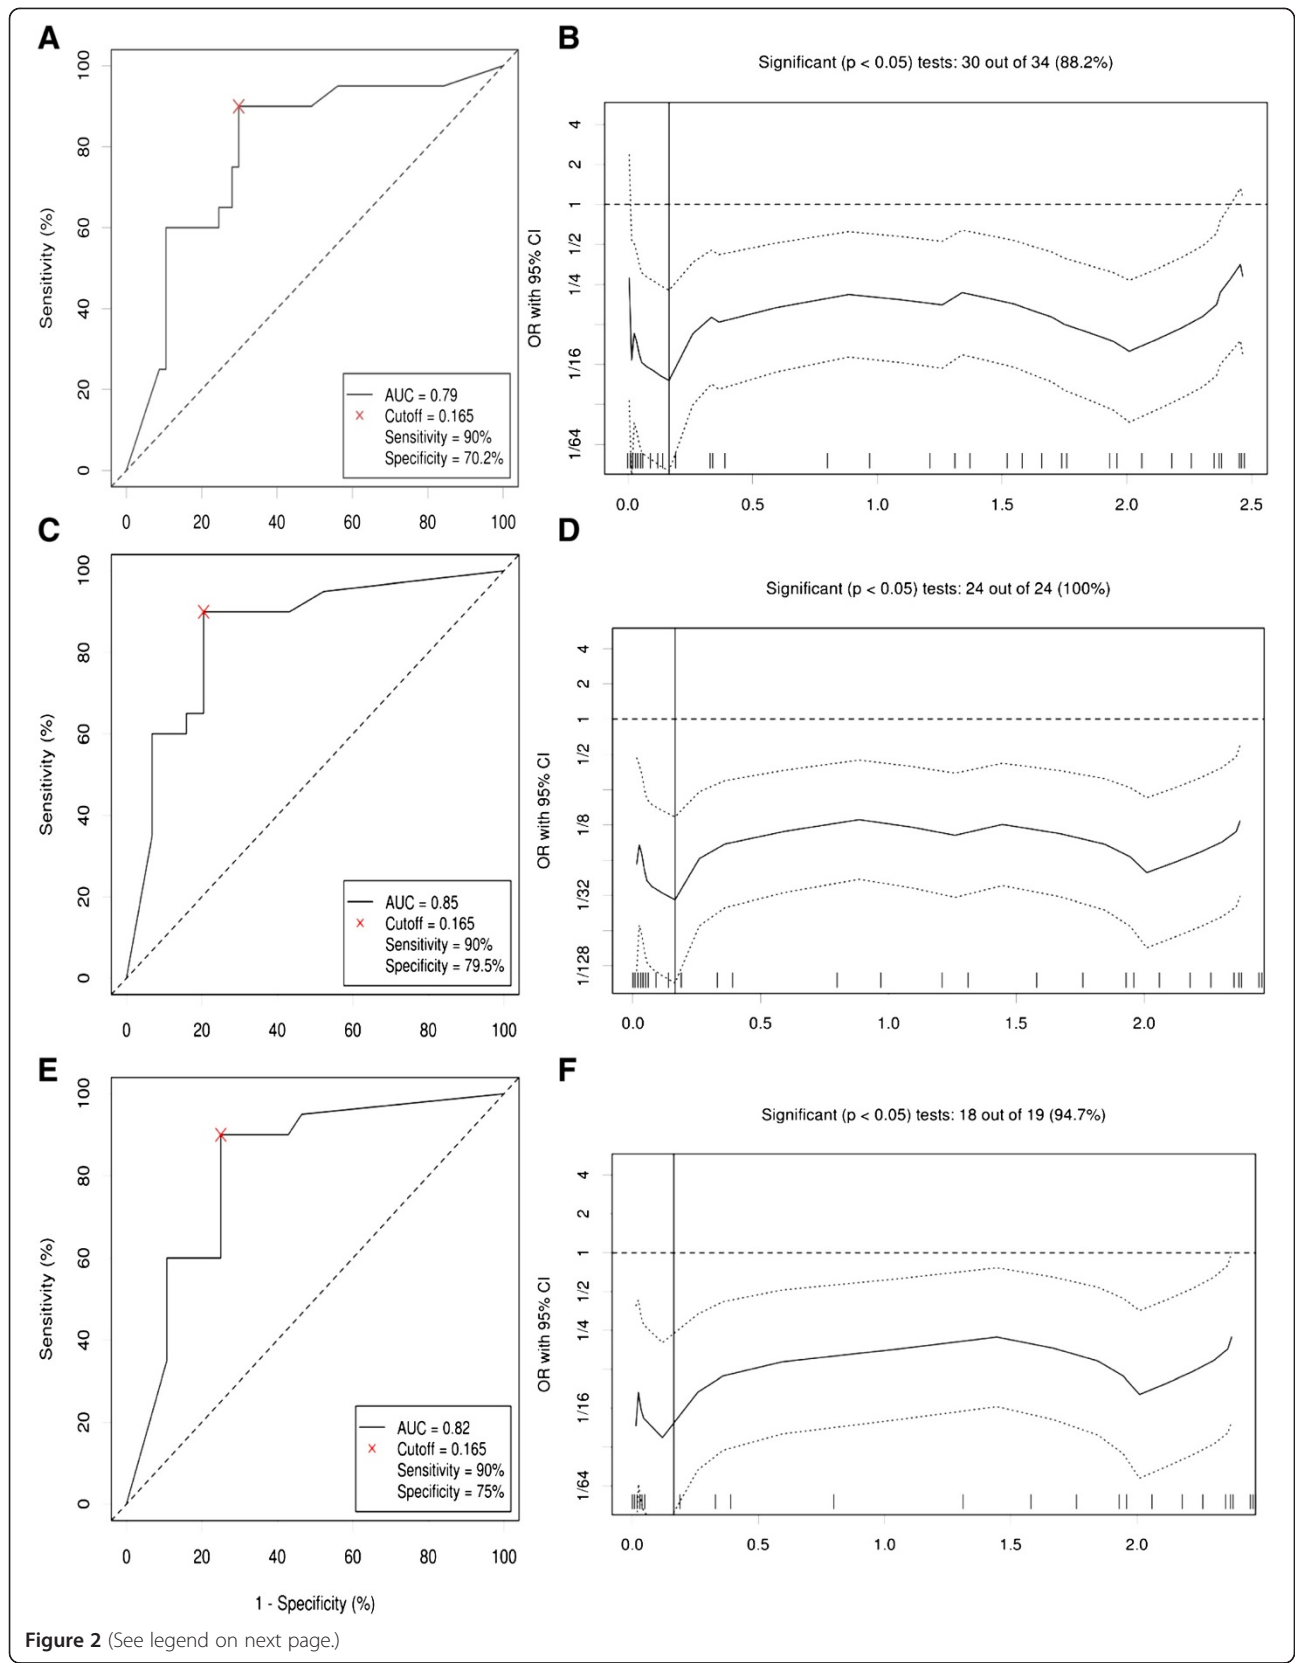 A
100
80
60
40
20
0
Sensitivity (%)
AUC = 0.79
Cutoff = 0.165
Sensitivity = 90%
Specificity = 70.2%
0 20 40 60 80 100
B
Significant (p < 0.05) tests: 30 out of 34 (88.2%)
4
2
1
1/2
1/4
1/16
1/64
OR with 95% CI
0.0 0.5 1.0 1.5 2.0 2.5
C
100
80
60
40
20
0
Sensitivity (%)
AUC = 0.85
Cutoff = 0.165
Sensitivity = 90%
Specificity = 79.5%
0 20 40 60 80 100
D
Significant (p < 0.05) tests: 24 out of 24 (100%)
4
2
1
1/2
1/8
1/32
1/128
OR with 95% CI
0.0 0.5 1.0 1.5 2.0
E
100
80
60
40
20
0
Sensitivity (%)
AUC = 0.82
Cutoff = 0.165
Sensitivity = 90%
Specificity = 75%
0 20 40 60 80 100
1 - Specificity (%)
F
Significant (p < 0.05) tests: 18 out of 19 (94.7%)
4
2
1
1/2
1/4
1/16
1/64
OR with 95% CI
0.0 0.5 1.0 1.5 2.0
Figure 2 (See legend on next page.)